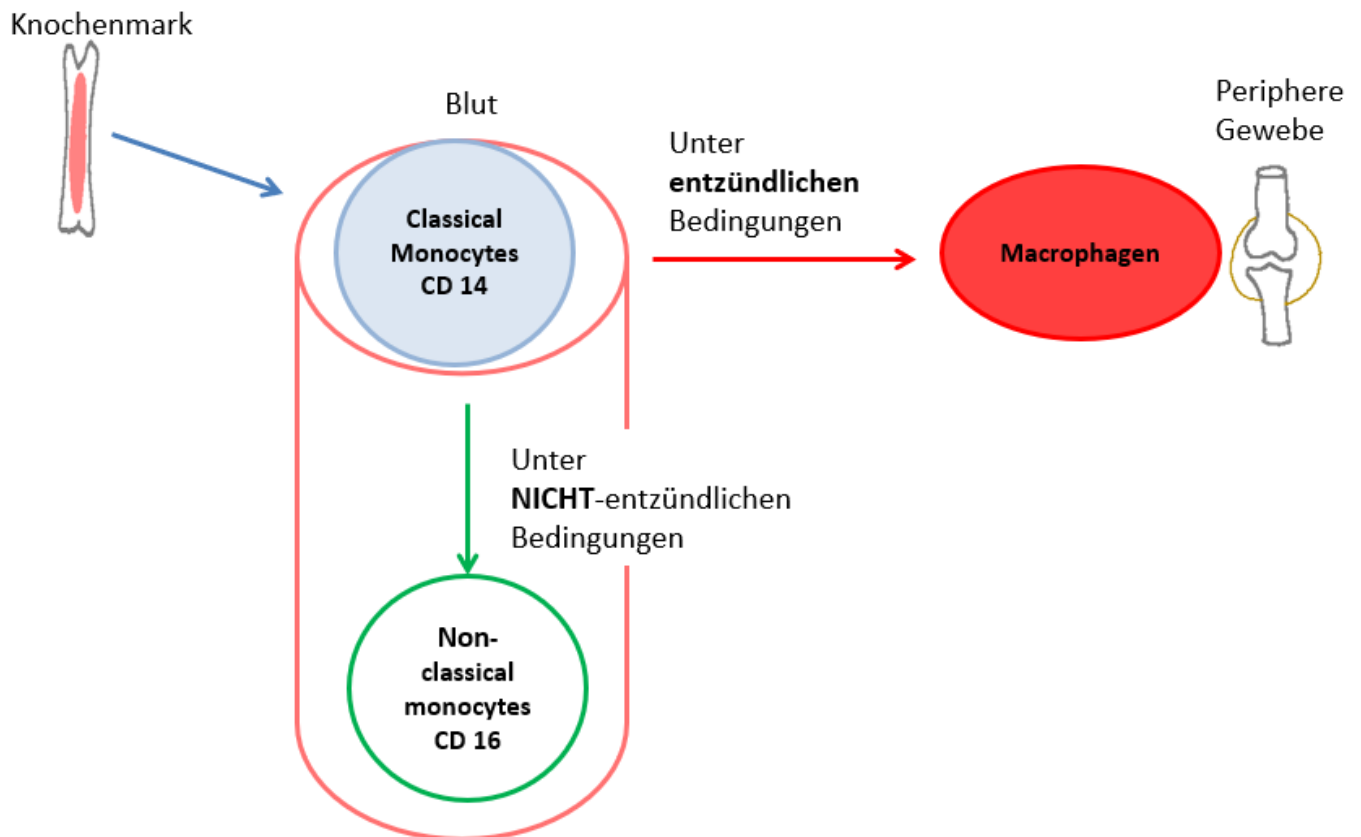 Knochenmark
Blut
Classical
Monocytes
CD 14
Unter
entzündlichen
Bedingungen
Macrophagen
Periphere
Gewebe
Unter
NICHT-entzündlichen
Bedingungen
Non-
classical
monocytes
CD 16